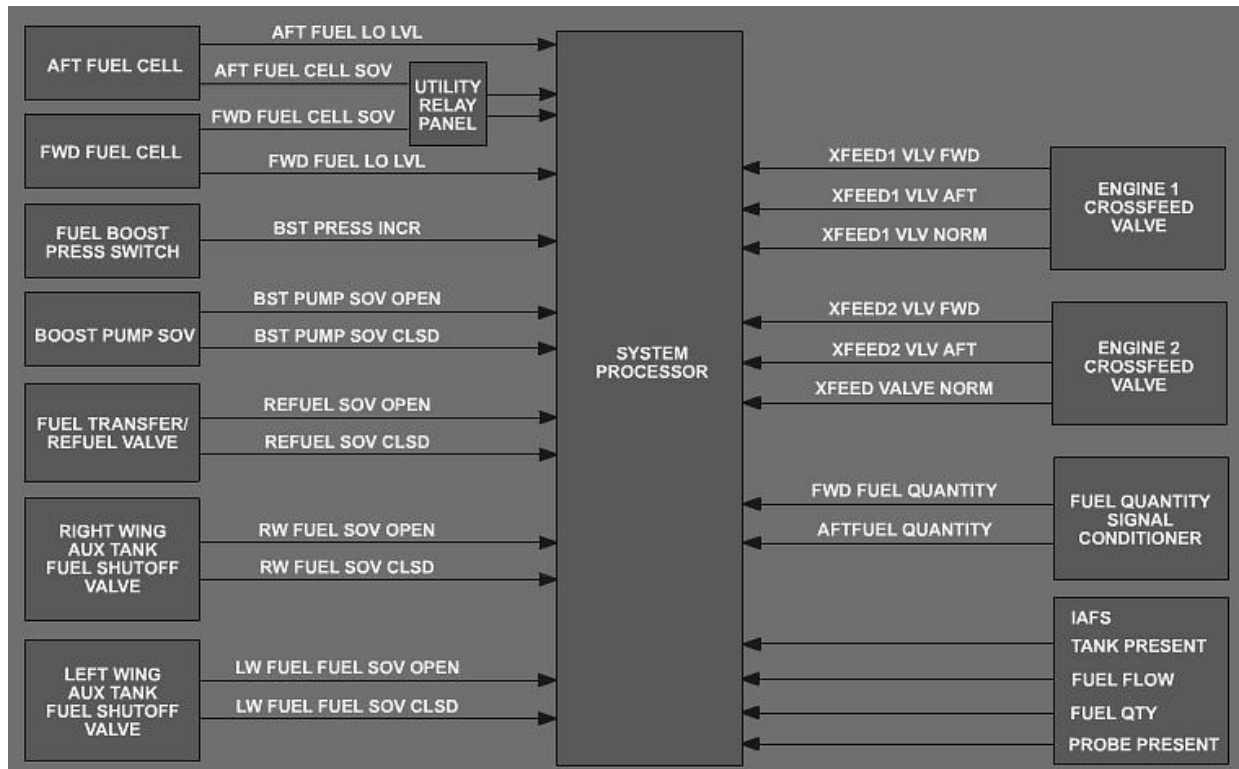 AFT FUEL CELL
AFT FUEL LO LVL
AFT FUEL CELL SOV
UTILITY
RELAY
PANEL
FWD FUEL CELL SOV
FWD FUEL CELL
FWD FUEL LO LVL
FUEL BOOST
PRESS SWITCH
BST PRESS INCR
BOOST PUMP SOV
BST PUMP SOV OPEN
BST PUMP SOV CLSD
FUEL TRANSFER/
REFUEL VALVE
REFUEL SOV OPEN
REFUEL SOV CLSD
RIGHT WING
AUX TANK
FUEL SHUTOFF
VALVE
RW FUEL SOV OPEN
RW FUEL SOV CLSD
LEFT WING
AUX TANK
FUEL SHUTOFF
VALVE
LW FUEL FUEL SOV OPEN
LW FUEL FUEL SOV CLSD
SYSTEM
PROCESSOR
XFEED1 VLV FWD
XFEED1 VLV AFT
XFEED1 VLV NORM
ENGINE 1
CROSSFEED
VALVE
XFEED2 VLV FWD
XFEED2 VLV AFT
XFEED VALVE NORM
ENGINE 2
CROSSFEED
VALVE
FWD FUEL QUANTITY
AFTFUEL QUANTITY
FUEL QUANTITY
SIGNAL
CONDITIONER
IAFS
TANK PRESENT
FUEL FLOW
FUEL QTY
PROBE PRESENT